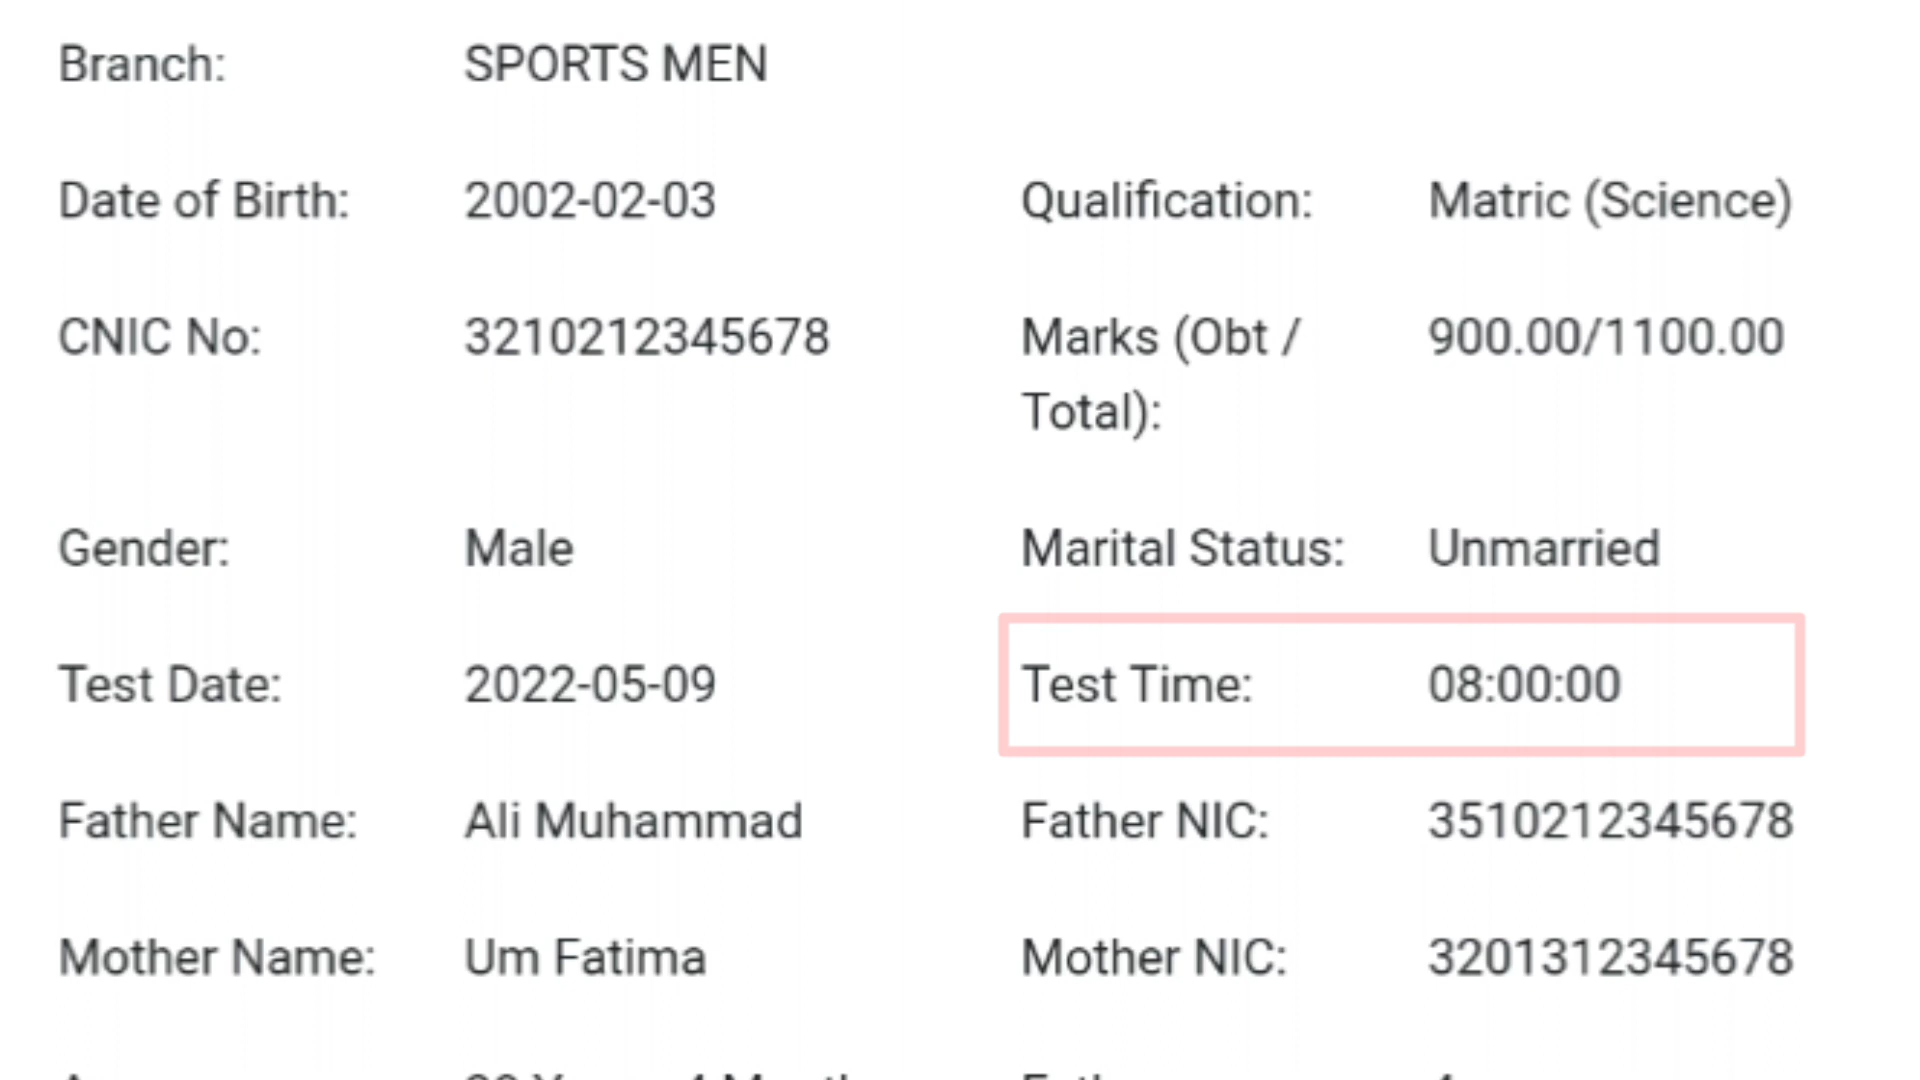 Branch: SPORTS MEN
Date of Birth: 2002-02-03 Qualification: Matric (Science)
CNIC No: 3210212345678 Marks (Obt / 900.00/1100.00
Total):
Gender: Male Marital Status: Unmarried
Test Date: 2022-05-09 Test Time: 08:00:00
Father Name: Ali Muhammad Father NIC: 3510212345678
Mother Name: Um Fatima Mother NIC: 3201312345678